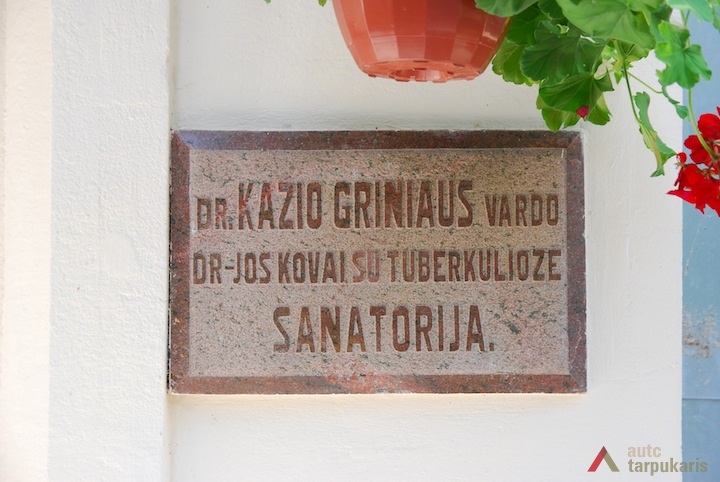 DR. KAZIO GRINIAUS VARDO
DR-JOS KOVAI SU TUBERKULIOZE
SANATORIJA.
autc
tarpukaris